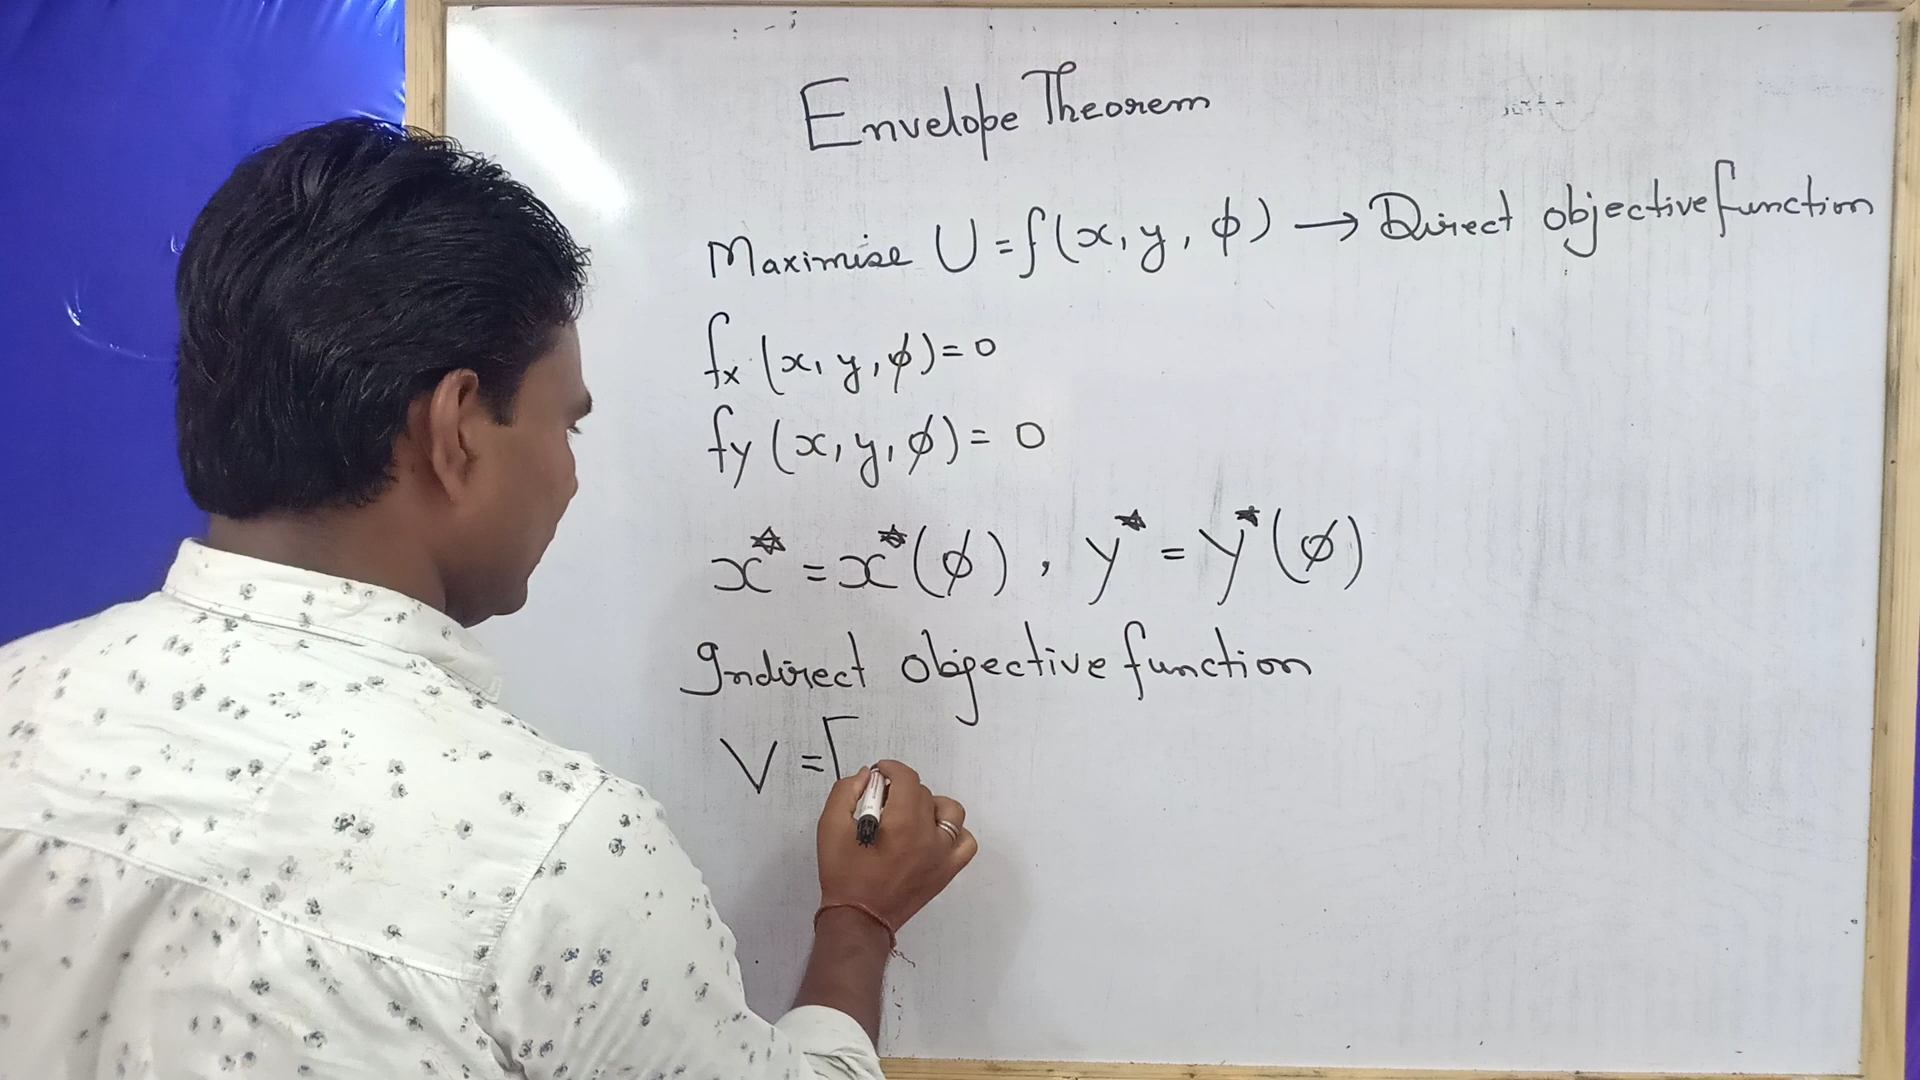 Envelope Theorem
Maximise U = f(x, y, ϕ) → Direct objective function
fx (x, y, ϕ) = 0
fy (x, y, ϕ) = 0
x* = x*(ϕ), y* = y*(ϕ)
Indirect objective function
V =